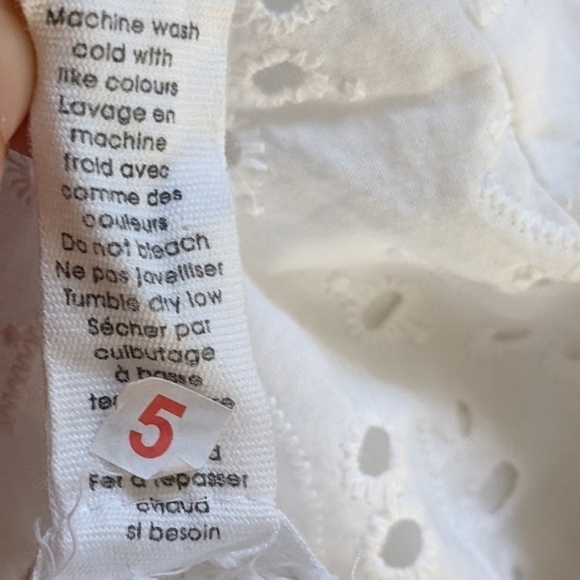 Machine wash
cold with
like colours
Lavage en
machine
froid avec
comme des
couleurs
Do not bleach
Ne pas javelliser
Tumble dry low
Sécher par
culbutage
à basse
5
Fer à repasser
chaud
si besoin